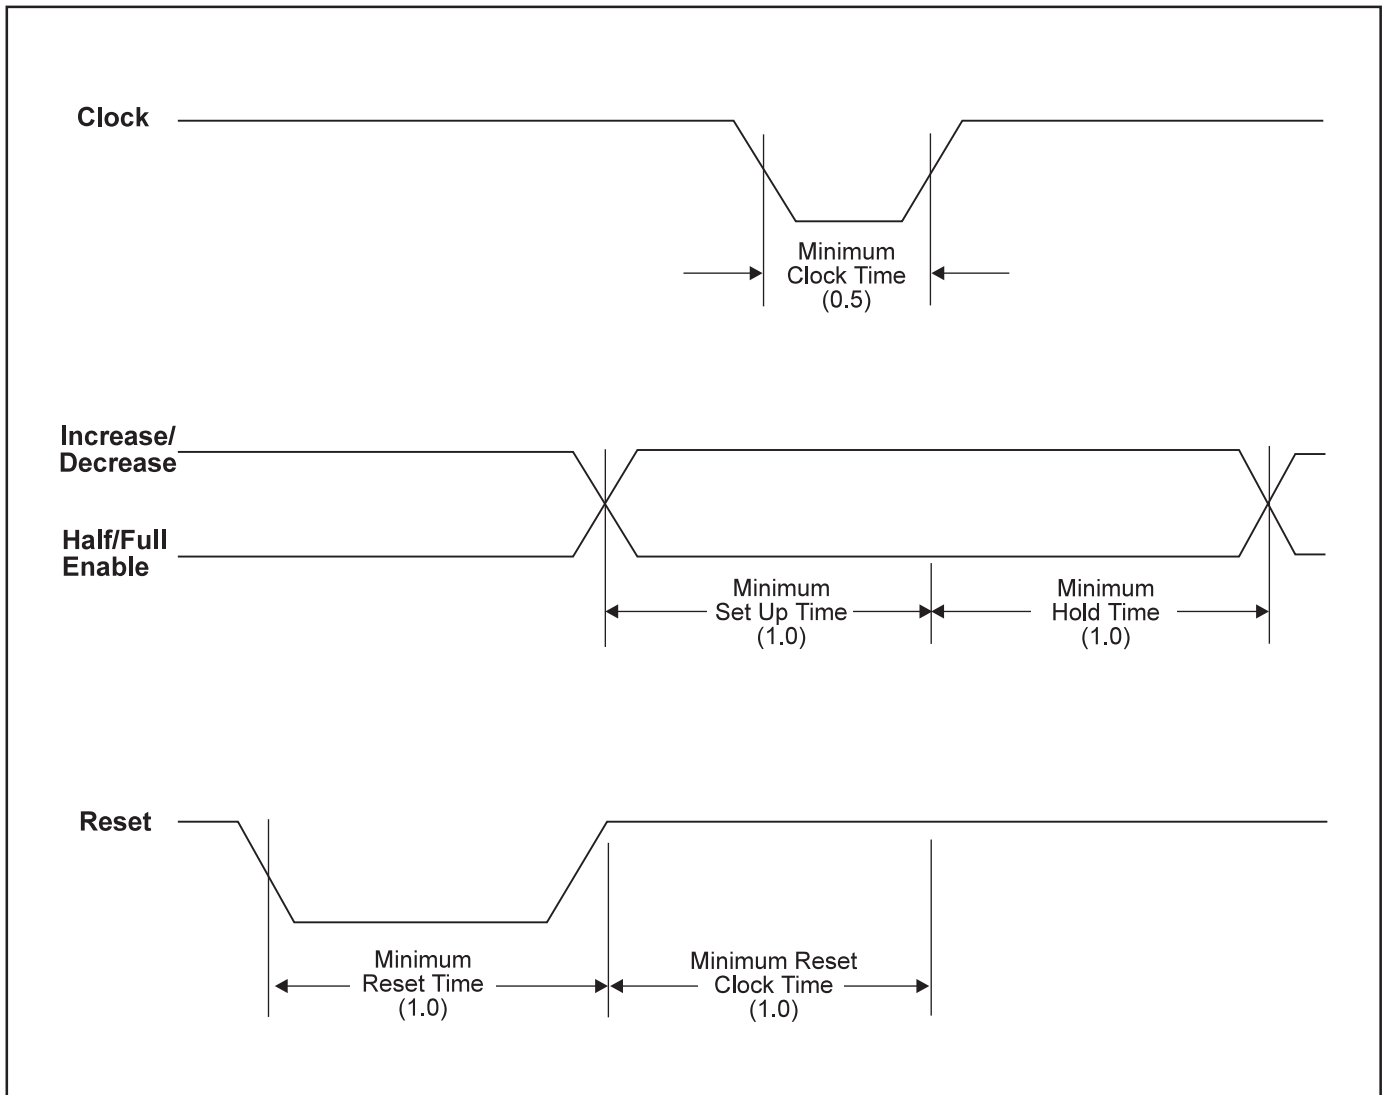 Clock
Minimum
Clock Time
(0.5)
Increase/
Decrease
Half/Full
Enable
Minimum
Set Up Time
(1.0)
Minimum
Hold Time
(1.0)
Reset
Minimum
Reset Time
(1.0)
Minimum Reset
Clock Time
(1.0)